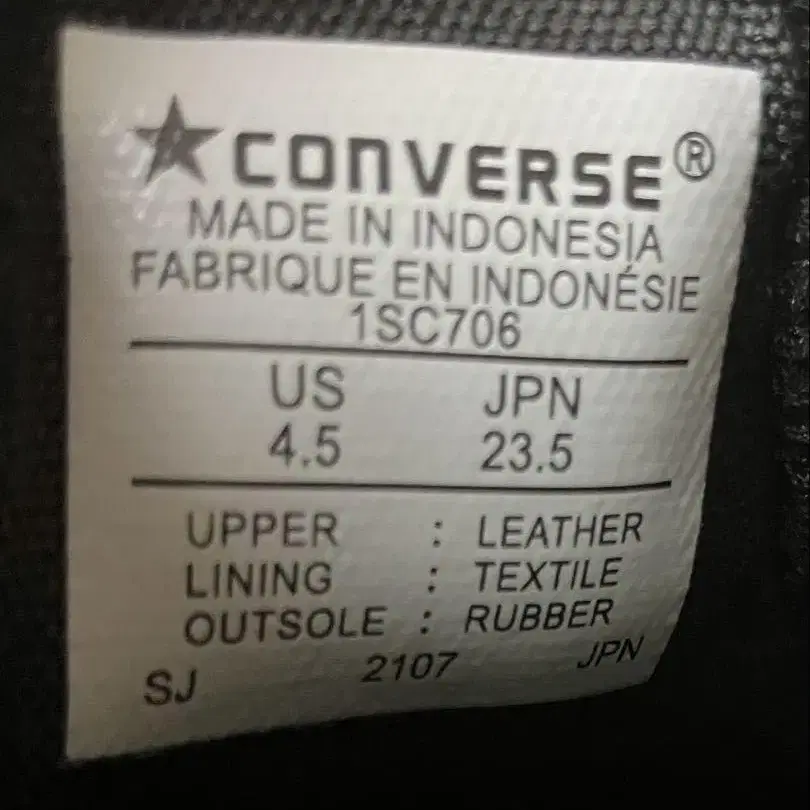 CONVERSE®
MADE IN INDONESIA
FABRIQUE EN INDONÉSIE
1SC706
US JPN
4.5 23.5
UPPER : LEATHER
LINING : TEXTILE
OUTSOLE : RUBBER
SJ 2107 JPN